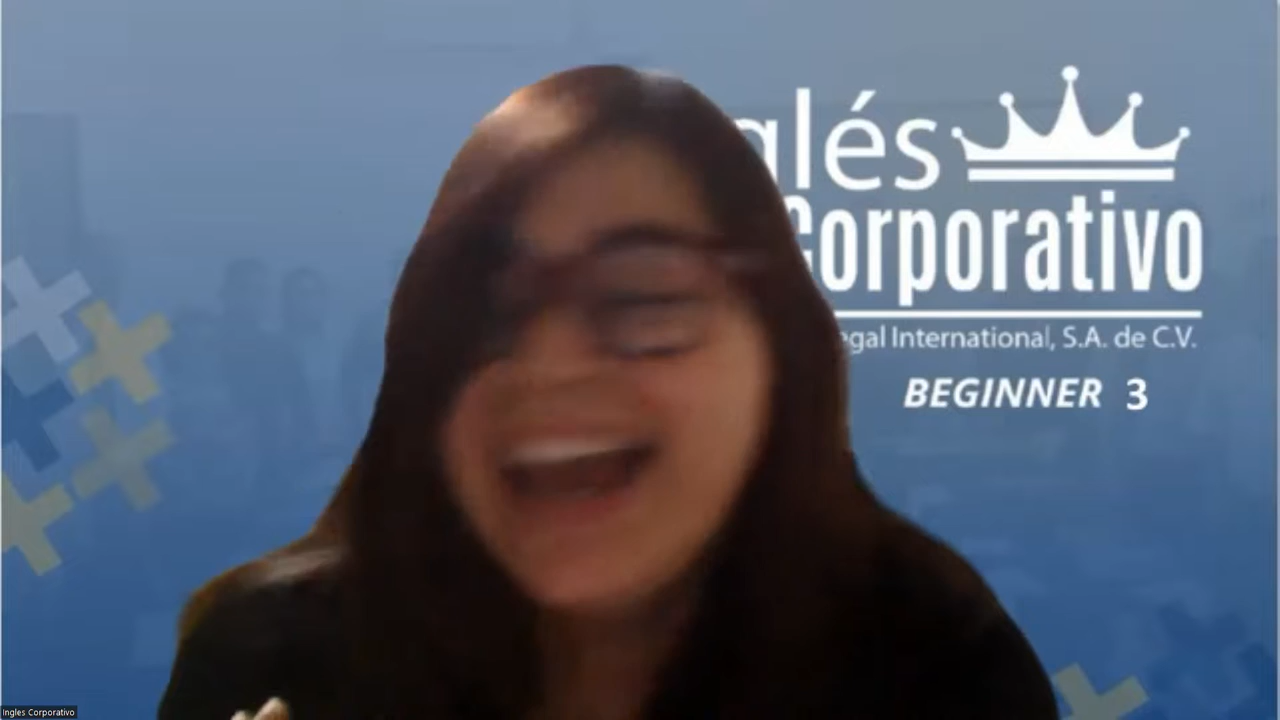 glés
Corporativo
egal International, S.A. de C.V.
BEGINNER 3
Ingles Corporativo